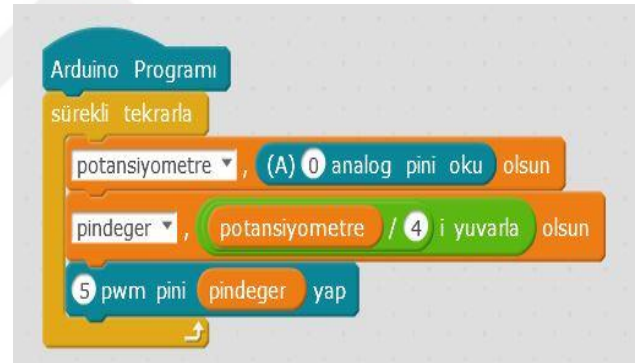 Arduino Programı
sürekli tekrarla
potansiyometre , (A) 0 analog pini oku olsun
pindeger , potansiyometre / 4 i yuvarla olsun
5 pwm pini pindeger yap